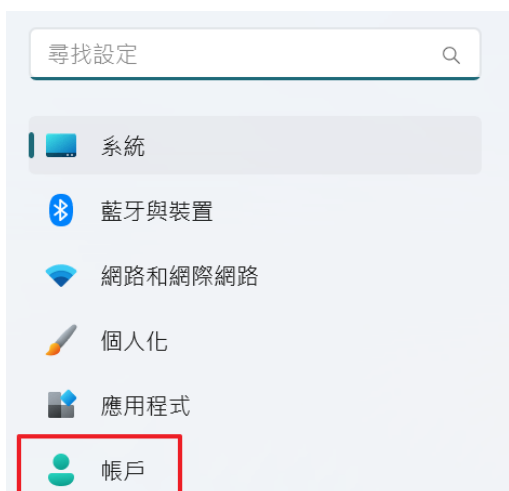 尋找設定
系統
藍牙與裝置
網路和網際網路
個人化
應用程式
帳戶